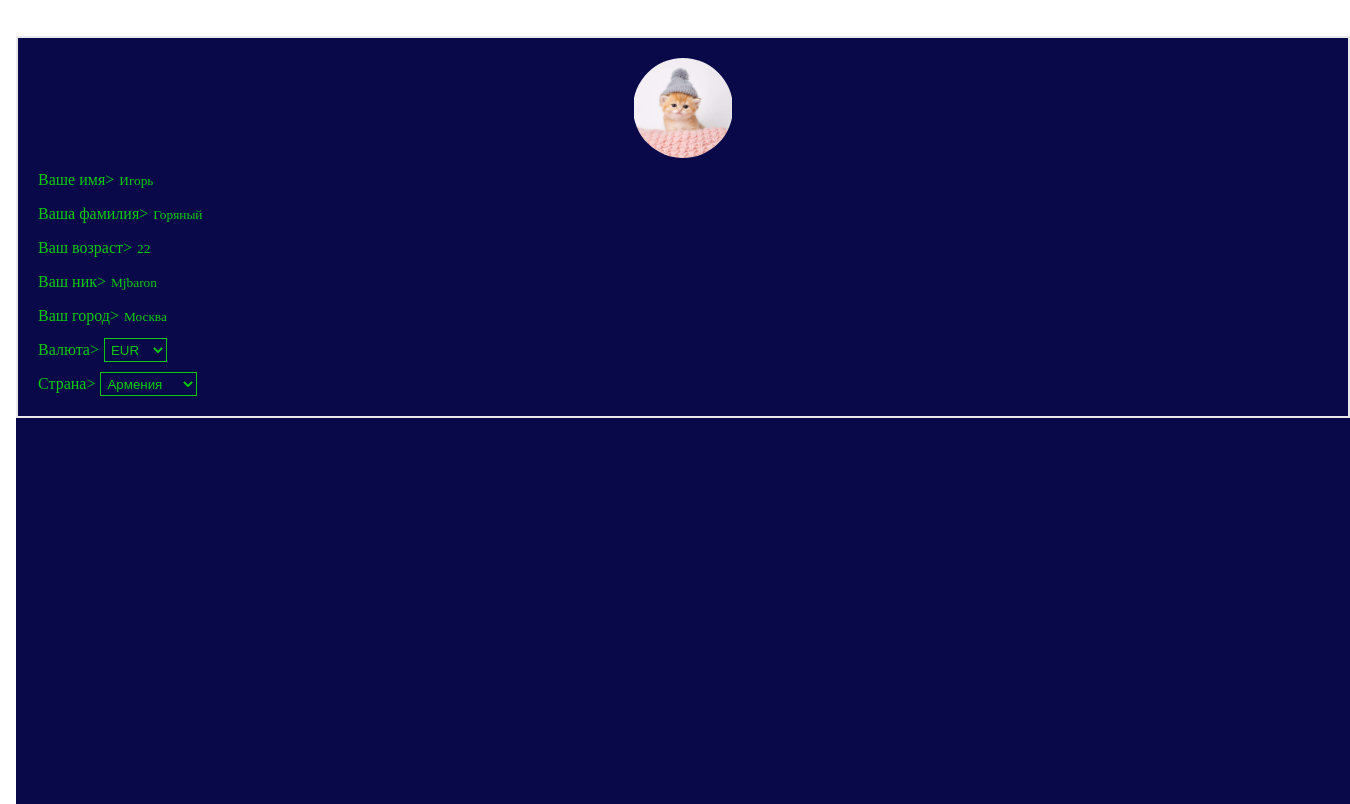 Ваше имя> Игорь
Ваша фамилия> Горяный
Ваш возраст> 22
Ваш ник> Mjbaron
Ваш город> Москва
Валюта> EUR
Страна> Армения